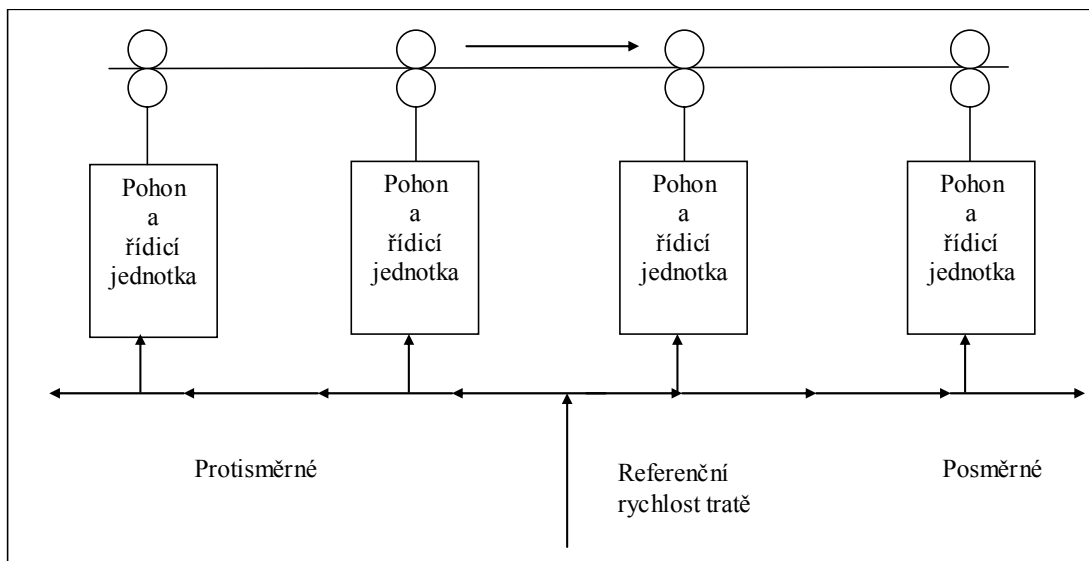 Pohon
a
řídicí
jednotka
Pohon
a
řídicí
jednotka
Pohon
a
řídicí
jednotka
Pohon
a
řídicí
jednotka
Protisměrné
Referenční
rychlost tratě
Posměrné